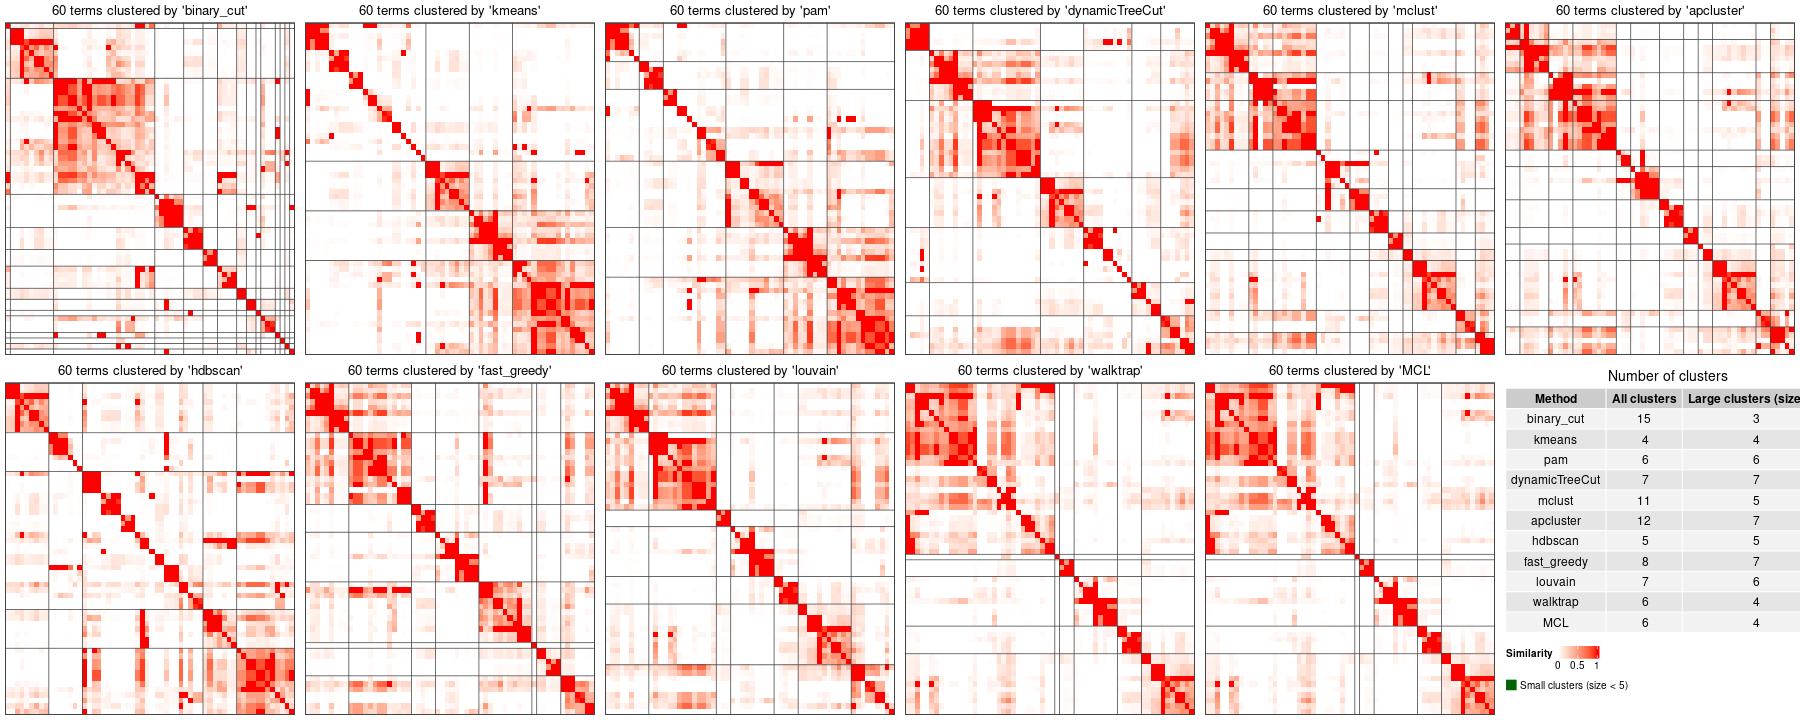 60 terms clustered by 'binary_cut'
60 terms clustered by 'kmeans'
60 terms clustered by 'pam'
60 terms clustered by 'dynamicTreeCut'
60 terms clustered by 'mclust'
60 terms clustered by 'apcluster'
60 terms clustered by 'hdbscan'
60 terms clustered by 'fast_greedy'
60 terms clustered by 'louvain'
60 terms clustered by 'walktrap'
60 terms clustered by 'MCL'
Number of clusters
Method All clusters Large clusters (size
binary_cut 15 3
kmeans 4 4
pam 6 6
dynamicTreeCut 7 7
mclust 11 5
apcluster 12 7
hdbscan 5 5
fast_greedy 8 7
louvain 7 6
walktrap 6 4
MCL 6 4
Similarity
0 0.5 1
Small clusters (size < 5)